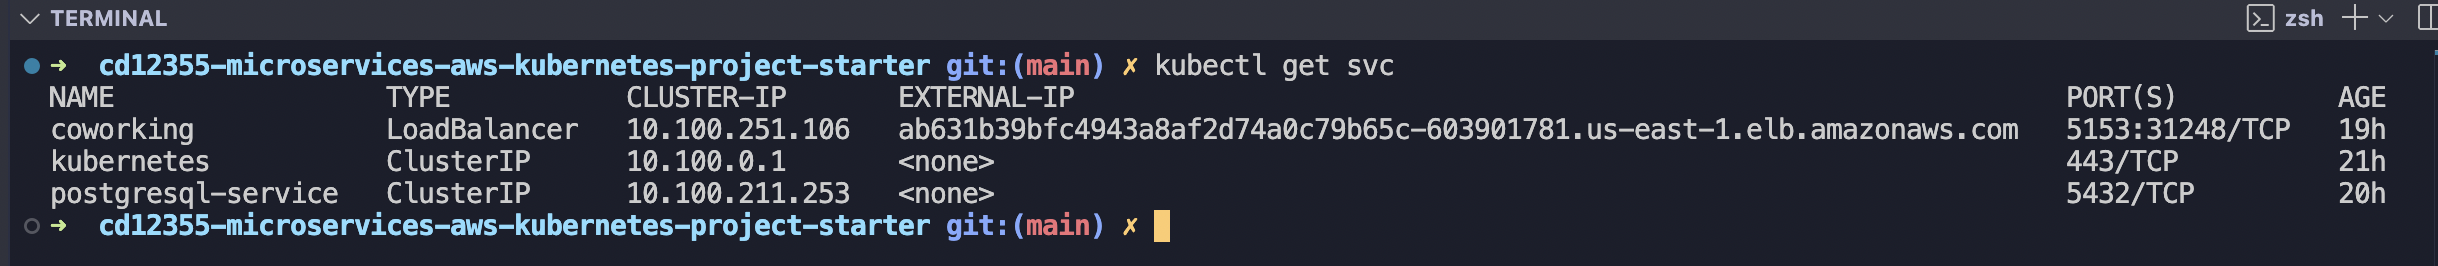 TERMINAL zsh
➜ cd12355-microservices-aws-kubernetes-project-starter git:(main) ✗ kubectl get svc
NAME TYPE CLUSTER-IP EXTERNAL-IP PORT(S) AGE
coworking LoadBalancer 10.100.251.106 ab631b39bfc4943a8af2d74a0c79b65c-603901781.us-east-1.elb.amazonaws.com 5153:31248/TCP 19h
kubernetes ClusterIP 10.100.0.1 <none> 443/TCP 21h
postgresql-service ClusterIP 10.100.211.253 <none> 5432/TCP 20h
➜ cd12355-microservices-aws-kubernetes-project-starter git:(main) ✗